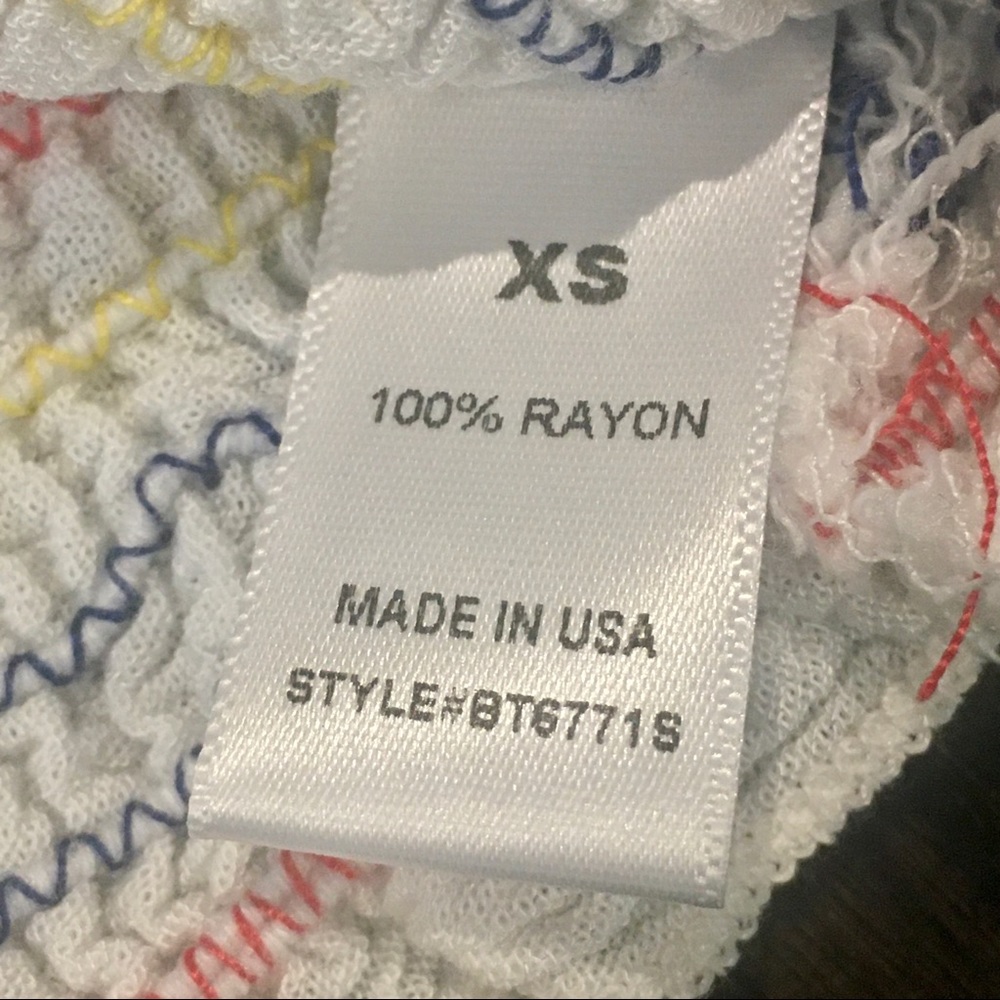 XS
100% RAYON
MADE IN USA
STYLE#BT6771S